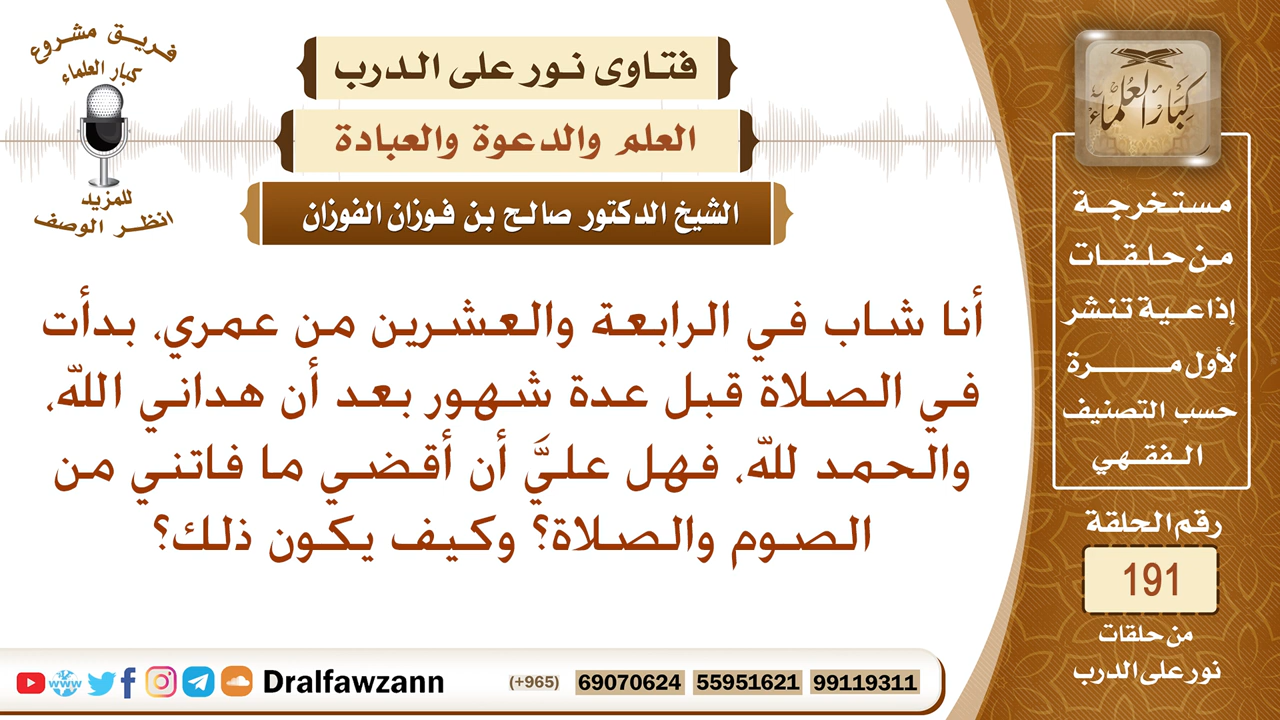 فريق مشروع
كبار العلماء
للمزيد
انظر الوصف
فتاوى نور على الدرب
العلم والدعوة والعبادة
الشيخ الدكتور صالح بن فوزان الفوزان
أنا شاب في الرابعة والعشرين من عمري، بدأت
في الصلاة قبل عدة شهور بعد أن هداني الله،
والحمد لله، فهل عليَّ أن أقضي ما فاتني من
الصوم والصلاة؟ وكيف يكون ذلك؟
كبار العلماء
مستخرجة
من حلقات
إذاعية تنشر
لأول مرة
حسب التصنيف
الفقهي
رقم الحلقة
191
من حلقات
نور على الدرب
www Dralfawzann (+965) 69070624 55951621 99119311